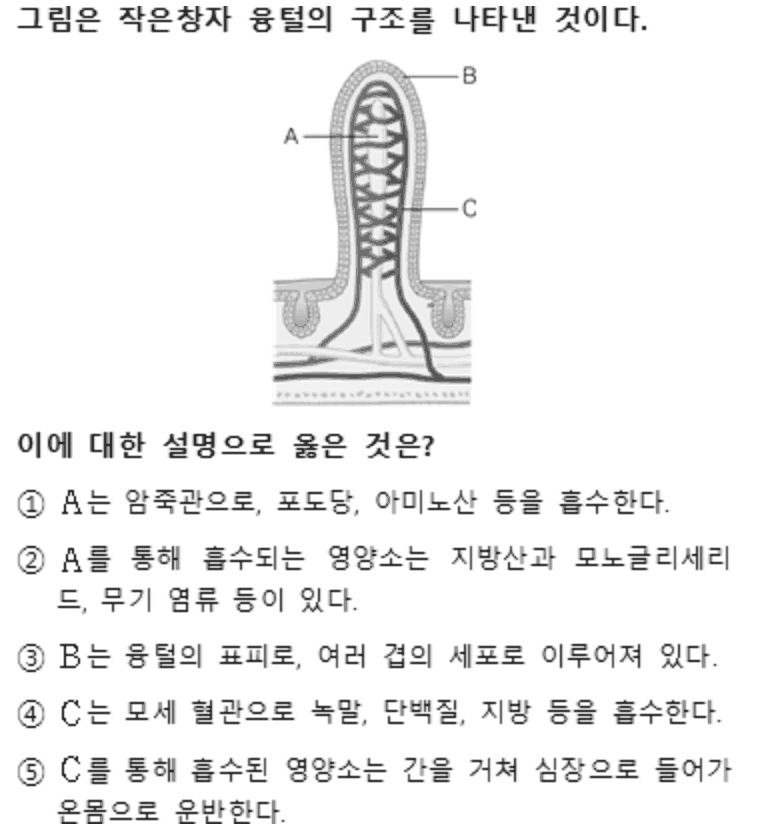 그림은 작은창자 융털의 구조를 나타낸 것이다.
B
A
C
이에 대한 설명으로 옳은 것은?
① A는 암죽관으로, 포도당, 아미노산 등을 흡수한다.
② A를 통해 흡수되는 영양소는 지방산과 모노글리세리
드, 무기 염류 등이 있다.
③ B는 융털의 표피로, 여러 겹의 세포로 이루어져 있다.
④ C는 모세 혈관으로 녹말, 단백질, 지방 등을 흡수한다.
⑤ C를 통해 흡수된 영양소는 간을 거쳐 심장으로 들어가
온몸으로 운반한다.